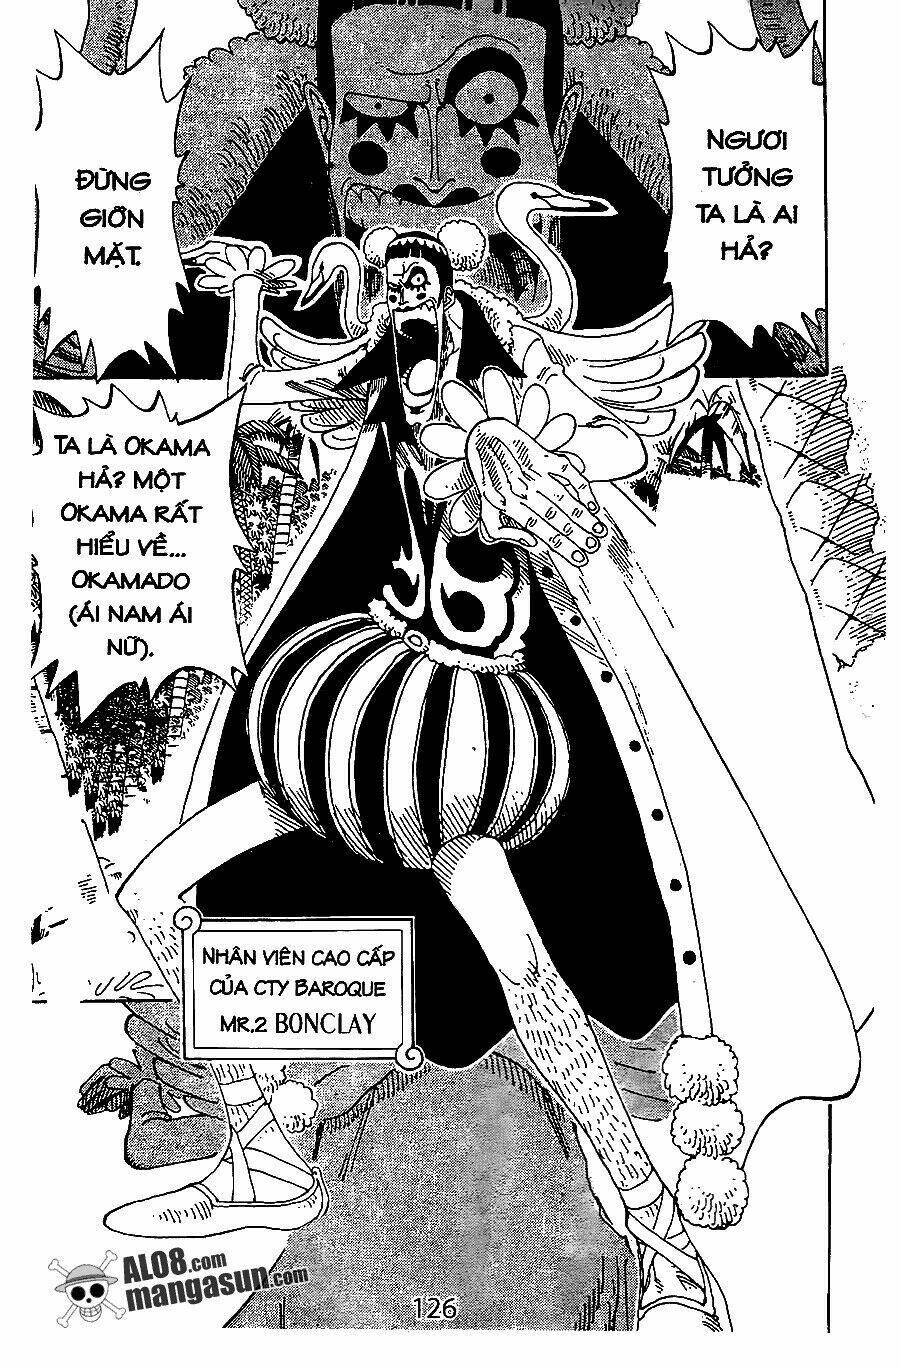 NGƯƠI
TƯỞNG
TA LÀ AI
HẢ?
ĐỪNG
GIỠN
MẶT.
TA LÀ OKAMA
HẢ? MỘT
OKAMA RẤT
HIỂU VỀ...
OKAMADO
(ÁI NAM ÁI
NỮ).
NHÂN VIÊN CAO CẤP
CỦA CTY BAROQUE
MR.2 BONCLAY
ALO8.com
mangasun.com
126